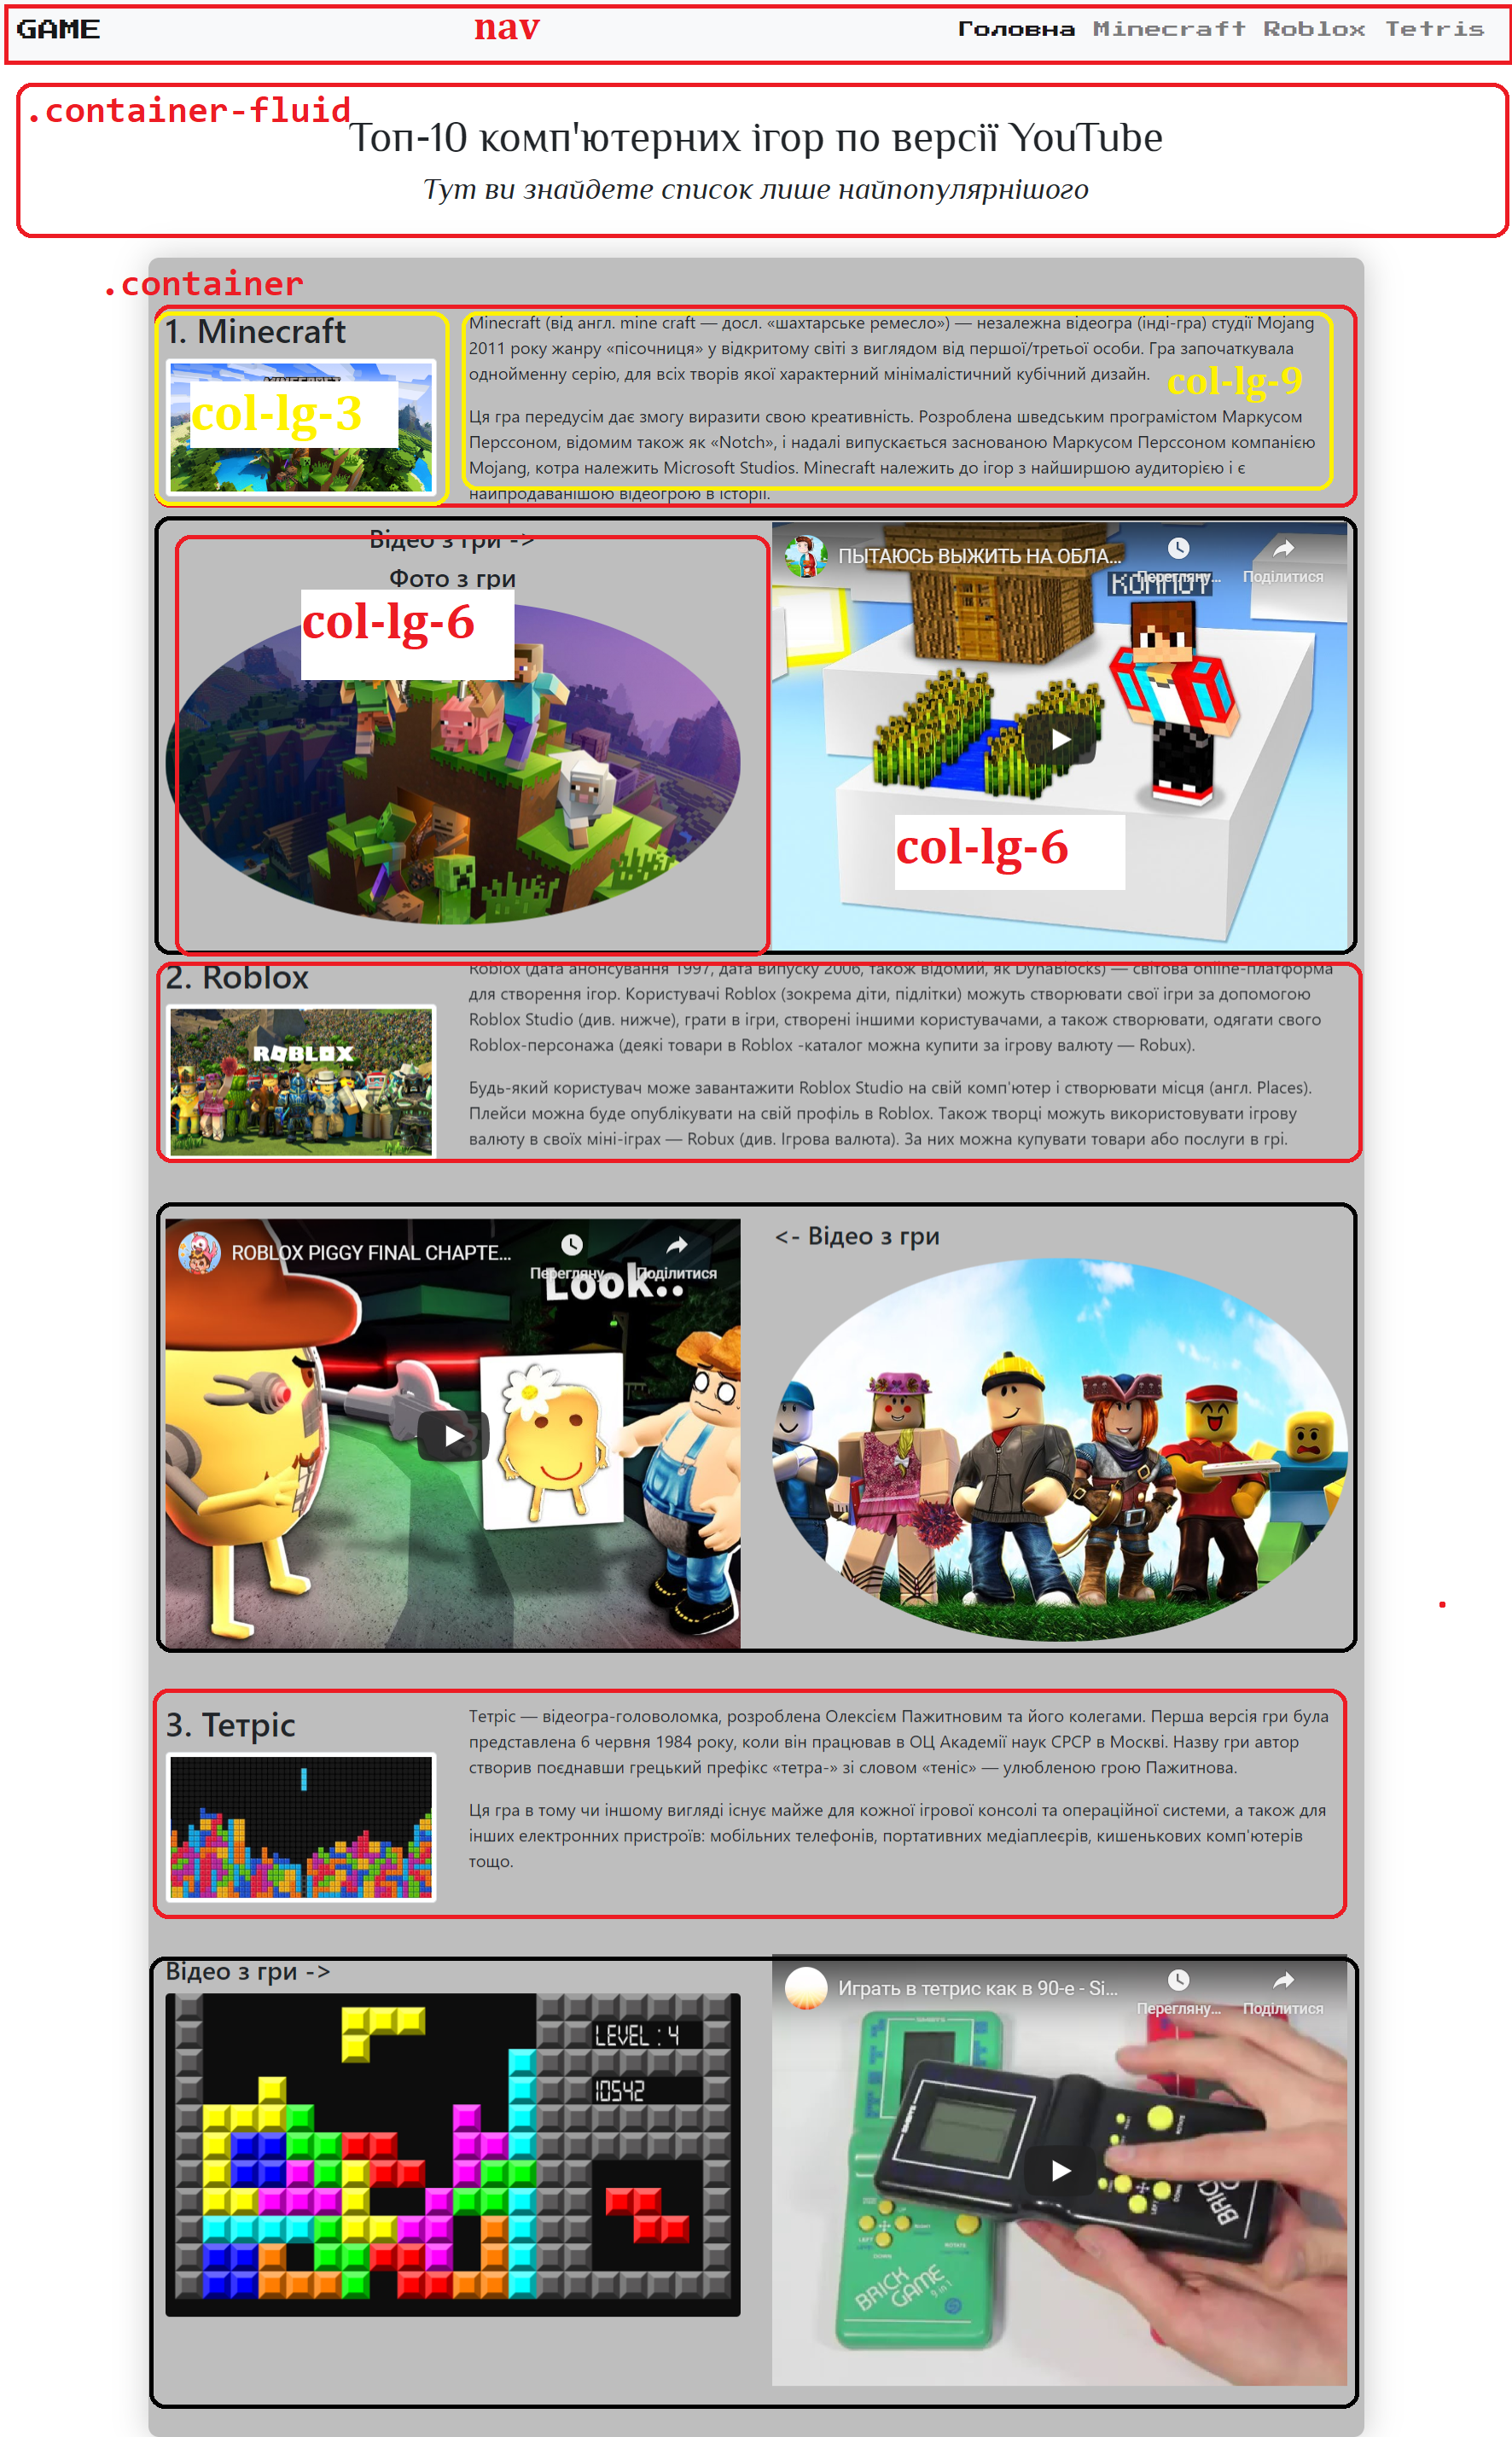 GAME nav Головна Minecraft Roblox Tetris
.container-fluid
Топ-10 комп'ютерних ігор по версії YouTube
Тут ви знайдете список лише найпопулярнішого
.container
1. Minecraft
col-lg-3
Minecraft (від англ. mine craft — досл. «шахтарське ремесло») — незалежна відеогра (інді-гра) студії Mojang
2011 року жанру «пісочниця» у відкритому світі з виглядом від першої/третьої особи. Гра започаткувала
однойменну серію, для всіх творів якої характерний мінімалістичний кубічний дизайн.
col-lg-9
Ця гра передусім дає змогу виразити свою креативність. Розроблена шведським програмістом Маркусом
Перссоном, відомим також як «Notch», і надалі випускається заснованою Маркусом Перссоном компанією
Mojang, котра належить Microsoft Studios. Minecraft належить до ігор з найширшою аудиторією і є
найпродаванішою відеогрою в історії.
Відео з гри ->
Фото з гри
col-lg-6
ПЫТАЮСЬ ВЫЖИТЬ НА ОБЛА...
Перегляну... Поділитися
КОМПОТ
col-lg-6
2. Roblox
ROBLOX
Roblox (дата анонсування 1997, дата випуску 2006, також відомий, як DynaBlocks) — світова online-платформа
для створення ігор. Користувачі Roblox (зокрема діти, підлітки) можуть створювати свої ігри за допомогою
Roblox Studio (див. нижче), грати в ігри, створені іншими користувачами, а також створювати, одягати свого
Roblox-персонажа (деякі товари в Roblox -каталог можна купити за ігрову валюту — Robux).
Будь-який користувач може завантажити Roblox Studio на свій комп'ютер і створювати місця (англ. Places).
Плейси можна буде опублікувати на свій профіль в Roblox. Також творці можуть використовувати ігрову
валюту в своїх міні-іграх — Robux (див. Ігрова валюта). За них можна купувати товари або послуги в грі.
ROBLOX PIGGY FINAL CHAPTE...
Перегляну... Поділитися
Look..
<- Відео з гри
3. Тетріс
Тетріс — відеогра-головоломка, розроблена Олексієм Пажитновим та його колегами. Перша версія гри була
представлена 6 червня 1984 року, коли він працював в ОЦ Академії наук СРСР в Москві. Назву гри автор
створив поєднавши грецький префікс «тетра-» зі словом «теніс» — улюбленою грою Пажитнова.
Ця гра в тому чи іншому вигляді існує майже для кожної ігрової консолі та операційної системи, а також для
інших електронних пристроїв: мобільних телефонів, портативних медіаплеєрів, кишенькових комп'ютерів
тощо.
Відео з гри ->
LEVEL : 4
10542
Играть в тетрис как в 90-е - Si...
Перегляну... Поділитися
BRICK
GAME
9 in 1